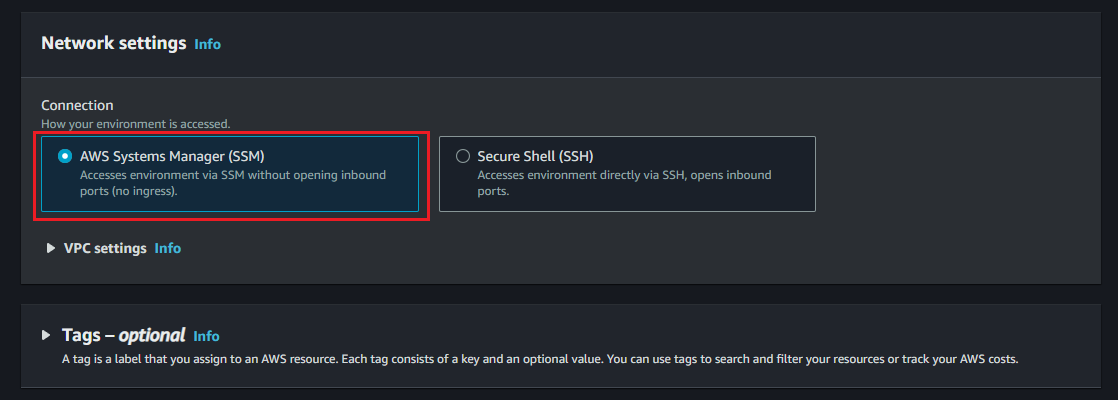 Network settings Info
Connection
How your environment is accessed.
AWS Systems Manager (SSM)
Accesses environment via SSM without opening inbound
ports (no ingress).
Secure Shell (SSH)
Accesses environment directly via SSH, opens inbound
ports.
VPC settings Info
Tags – optional Info
A tag is a label that you assign to an AWS resource. Each tag consists of a key and an optional value. You can use tags to search and filter your resources or track your AWS costs.